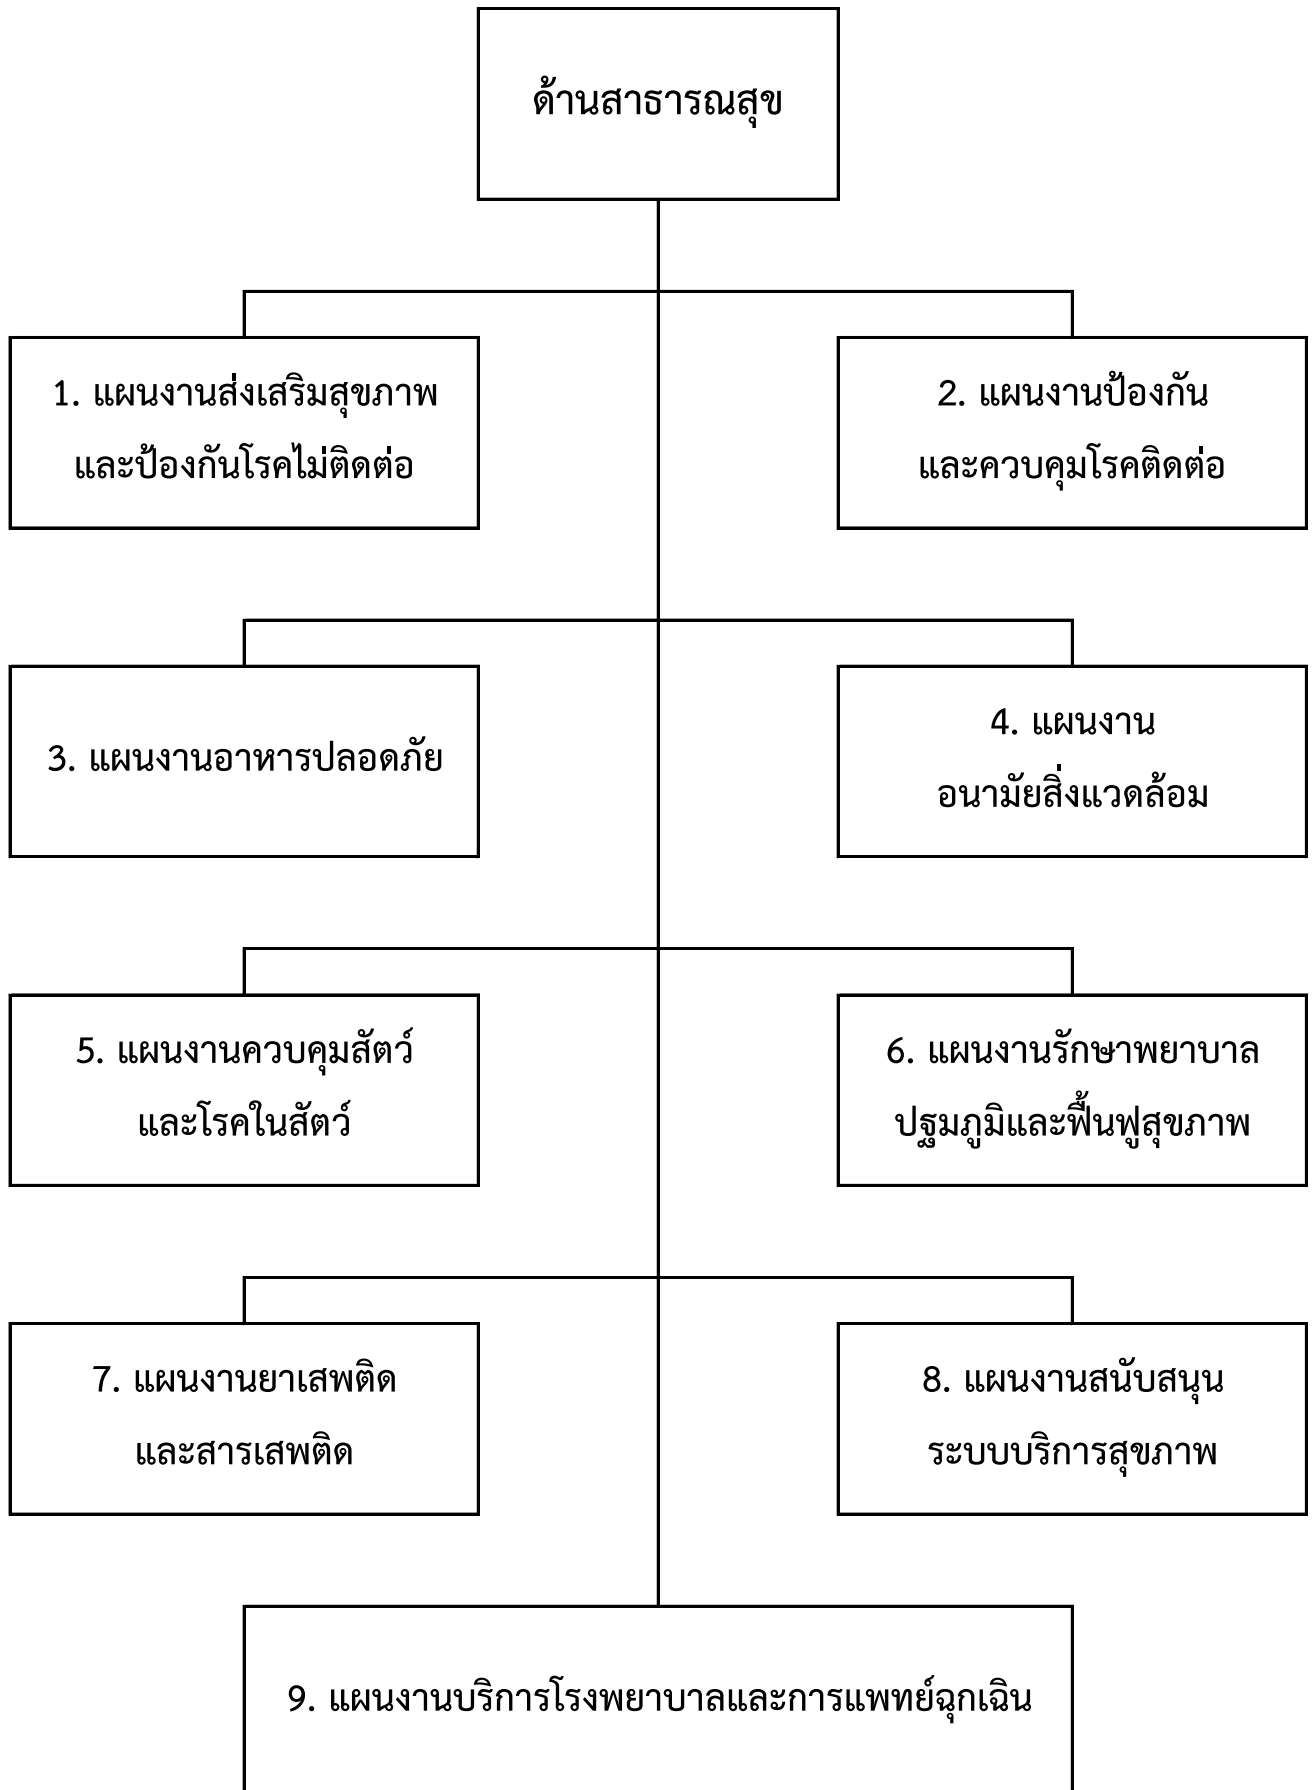 ด้านสาธารณสุข
1. แผนงานส่งเสริมสุขภาพ
และป้องกันโรคไม่ติดต่อ
2. แผนงานป้องกัน
และควบคุมโรคติดต่อ
3. แผนงานอาหารปลอดภัย
4. แผนงาน
อนามัยสิ่งแวดล้อม
5. แผนงานควบคุมสัตว์
และโรคในสัตว์
6. แผนงานรักษาพยาบาล
ปฐมภูมิและฟื้นฟูสุขภาพ
7. แผนงานยาเสพติด
และสารเสพติด
8. แผนงานสนับสนุน
ระบบบริการสุขภาพ
9. แผนงานบริการโรงพยาบาลและการแพทย์ฉุกเฉิน